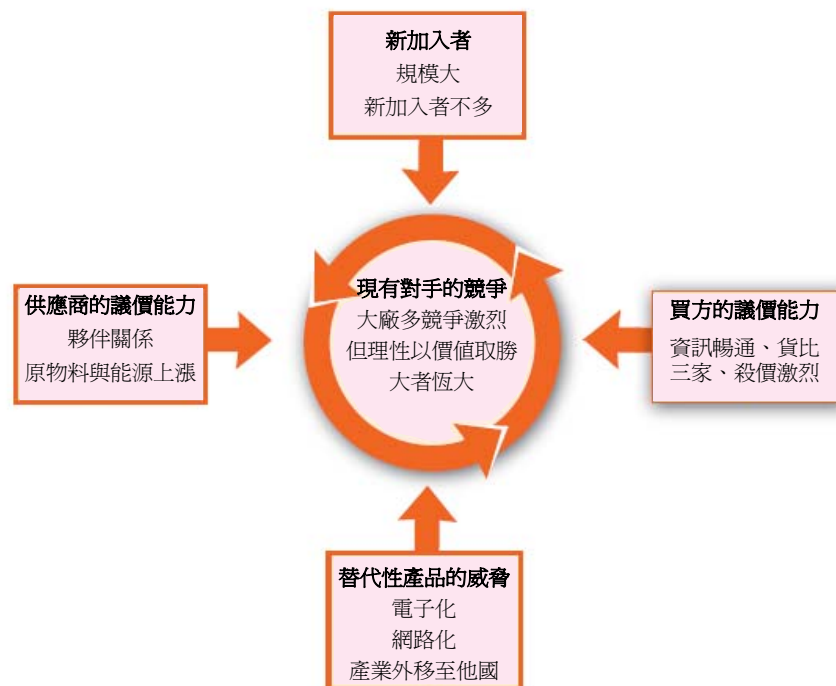 新加入者
規模大
新加入者不多
供應商的議價能力
夥伴關係
原物料與能源上漲
現有對手的競爭
大廠多競爭激烈
但理性以價值取勝
大者恆大
買方的議價能力
資訊暢通、貨比
三家、殺價激烈
替代性產品的威脅
電子化
網路化
產業外移至他國